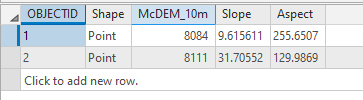 OBJECTID Shape McDEM_10m Slope Aspect
1 Point 8084 9.615611 255.6507
2 Point 8111 31.70552 129.9869
Click to add new row.